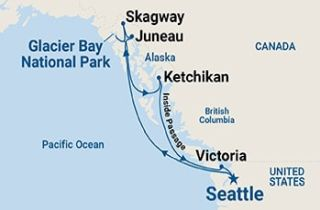 Skagway
Glacier Bay
National Park
Juneau
Alaska
CANADA
Ketchikan
Inside Passage
British
Columbia
Pacific Ocean
Victoria
UNITED
STATES
Seattle